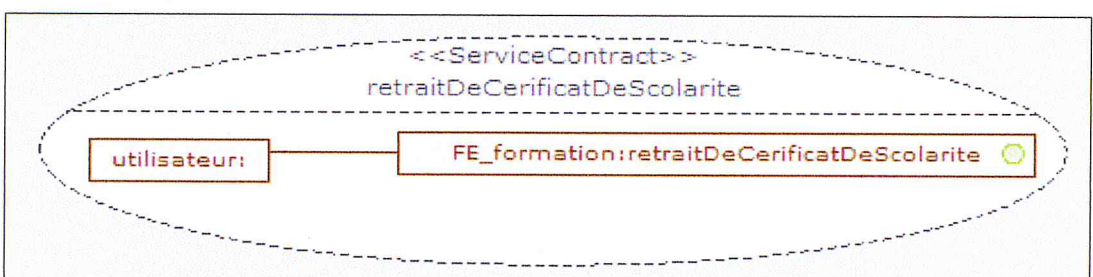 <<ServiceContract>>
retraitDeCerificatDeScolarite
utilisateur:
FE_formation:retraitDeCerificatDeScolarite